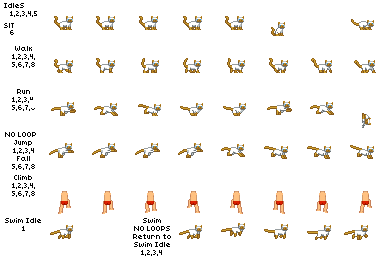 IdleS
1,2,3,4,5
SIT
6
Walk
1,2,3,4,
5,6,7,8
Run
1,2,3,
5,6,7,
NO LOOP
Jump
1,2,3,4
Fall
5,6,7,8
Climb
1,2,3,4,
5,6,7,8
Swim Idle
1
Swim
NO LOOPS
Return to
Swim Idle
1,2,3,4